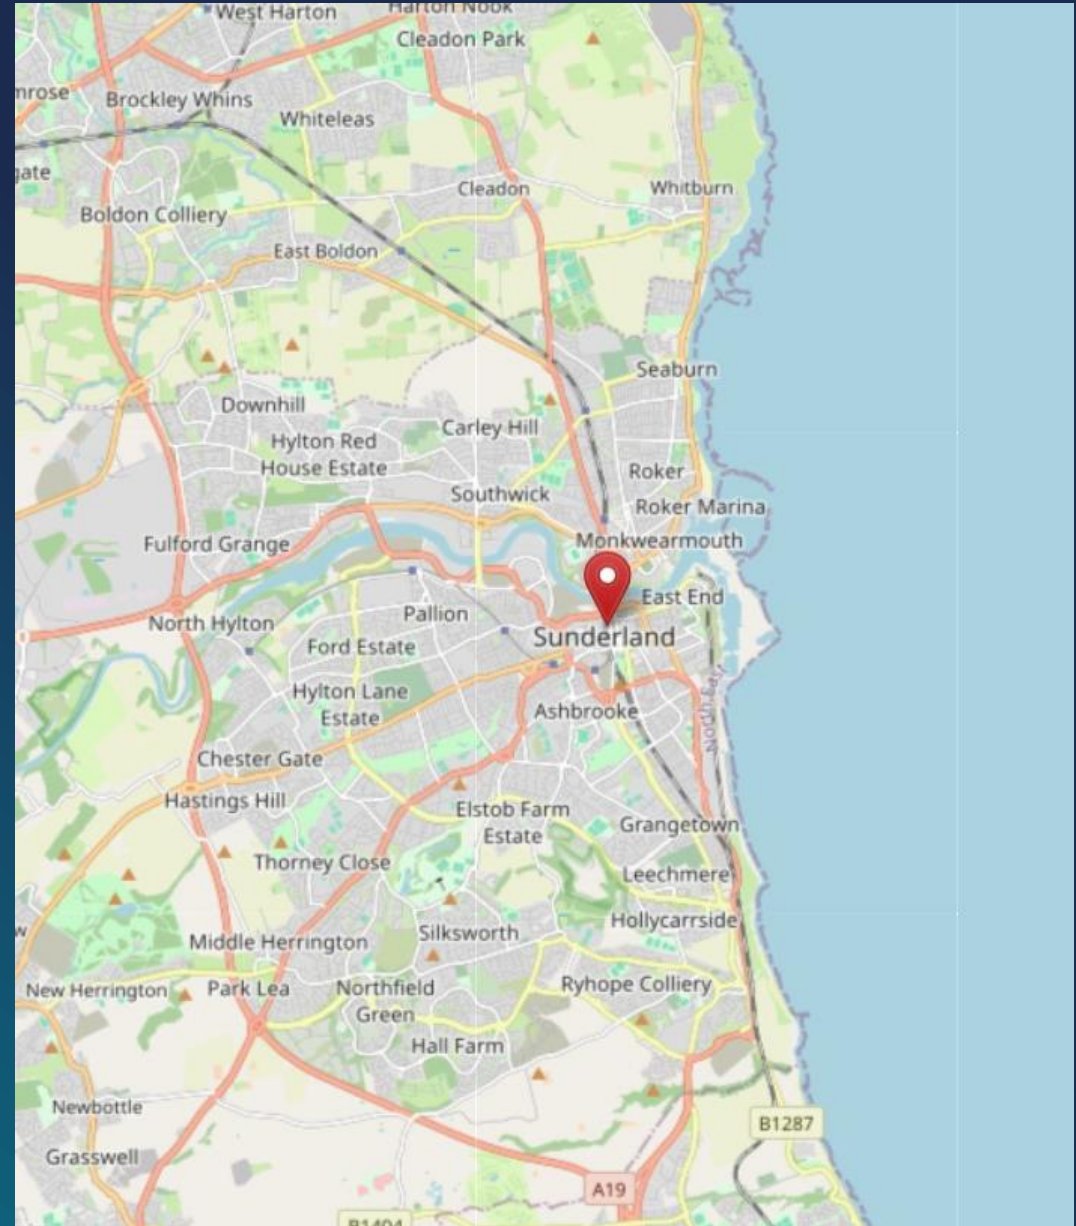 West Harton
Harton Nook
Cleadon Park
Brockley Whins
Whiteleas
Cleadon
Whitburn
Boldon Colliery
East Boldon
Seaburn
Downhill
Carley Hill
Hylton Red
House Estate
Roker
Southwick
Roker Marina
Fulford Grange
Monkwearmouth
East End
Pallion
North Hylton
Sunderland
Ford Estate
Hylton Lane
Estate
Ashbrooke
Chester Gate
Hastings Hill
Elstob Farm
Estate
Grangetown
Thorney Close
Leechmere
Hollycarrside
Silksworth
Middle Herrington
New Herrington
Park Lea
Northfield
Green
Ryhope Colliery
Hall Farm
Newbottle
B1287
Grasswell
A19